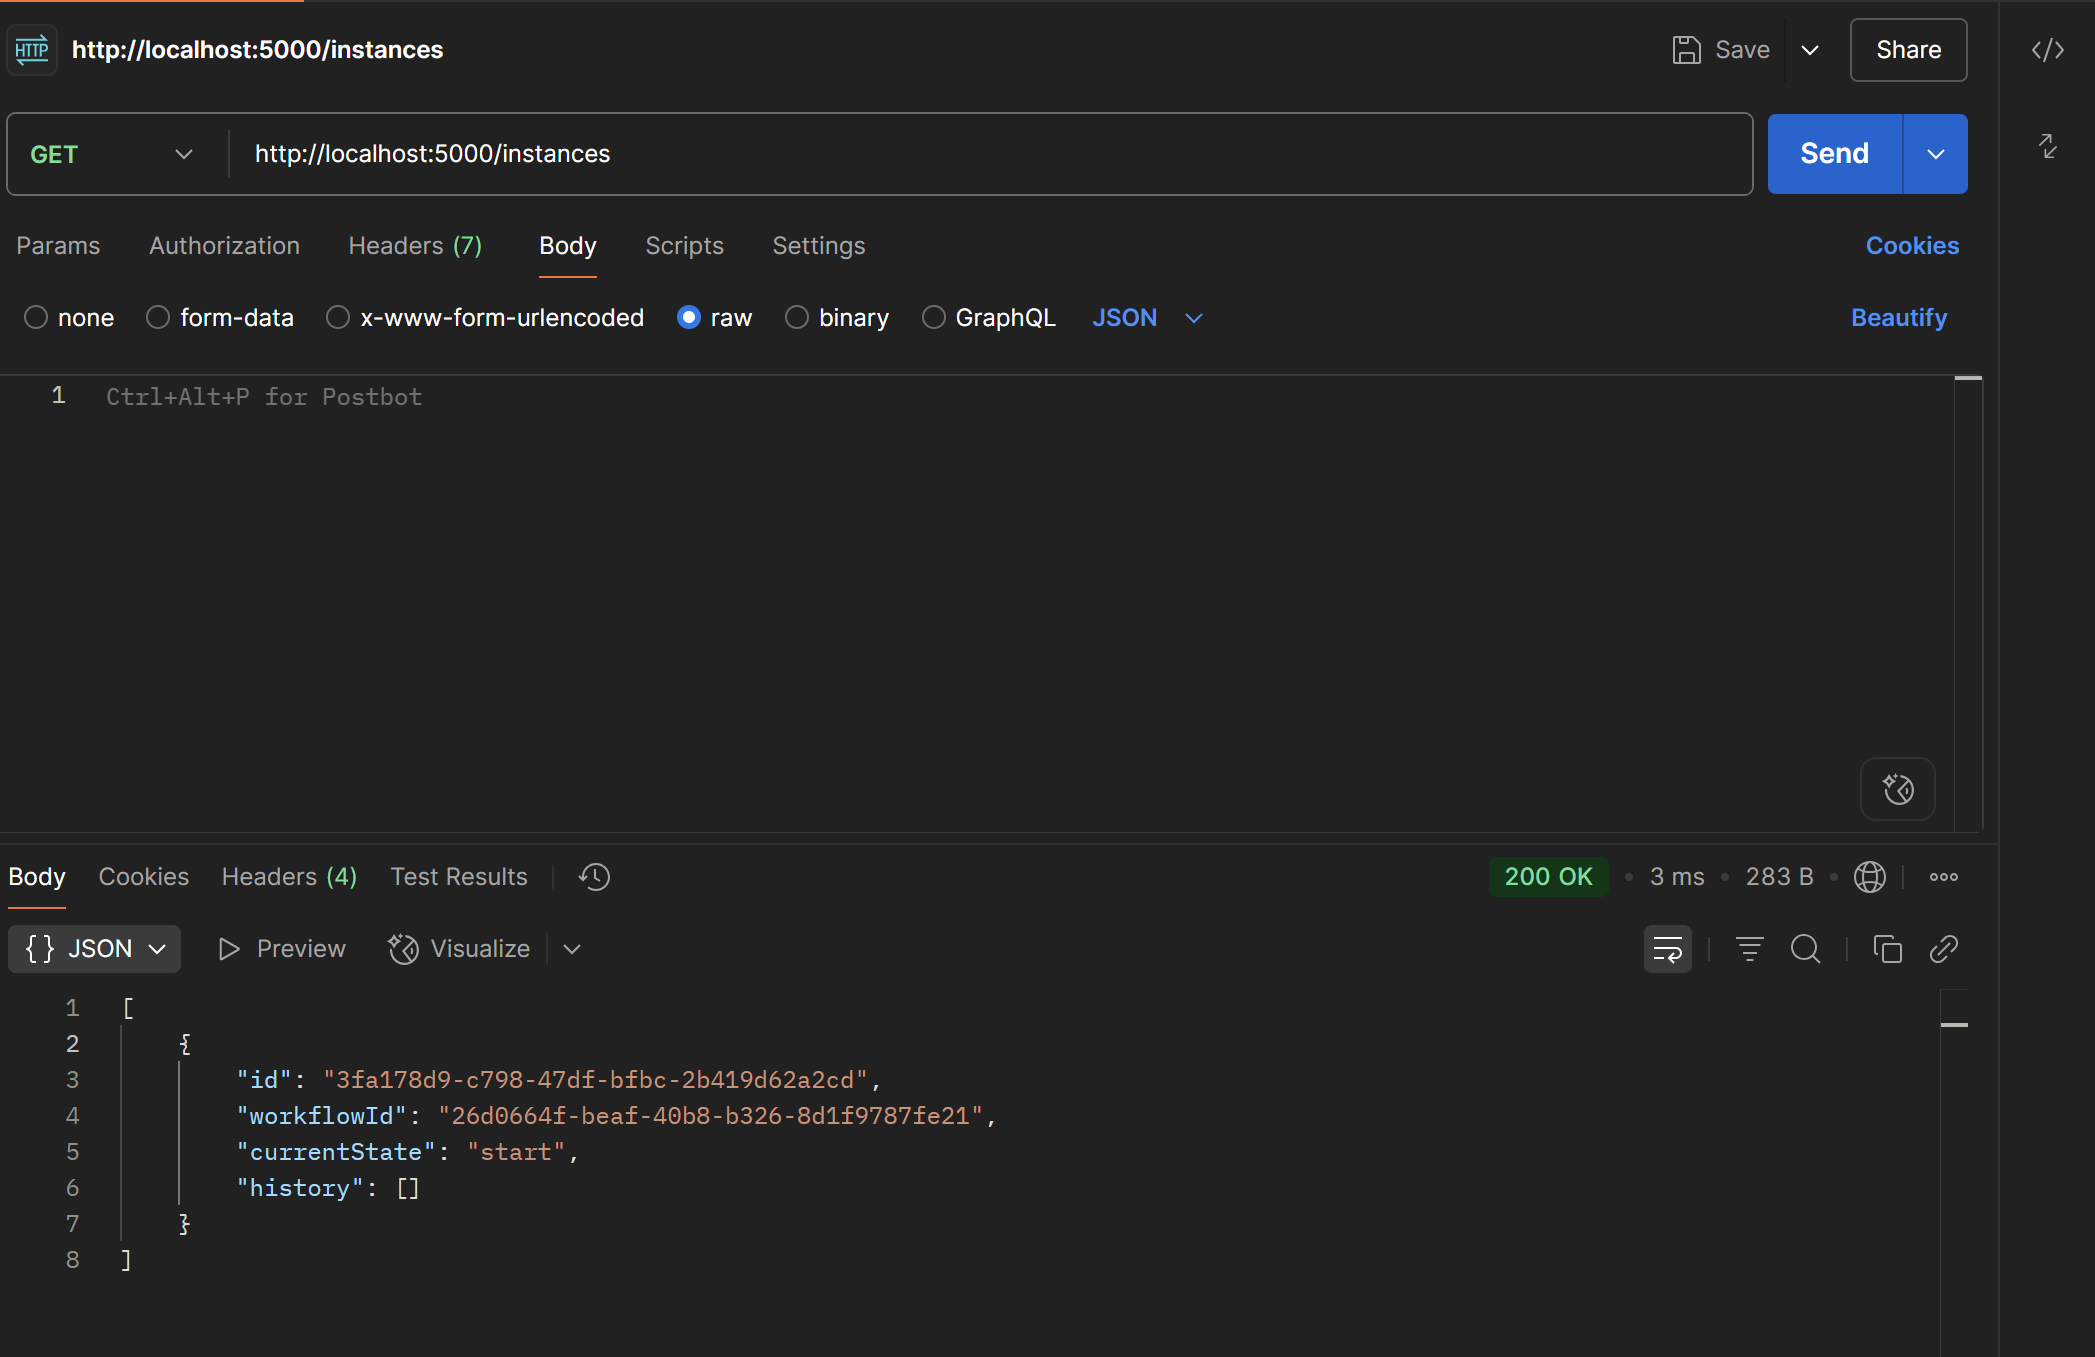 HTTP http://localhost:5000/instances Save Share
GET http://localhost:5000/instances Send
Params Authorization Headers (7) Body Scripts Settings Cookies
none form-data x-www-form-urlencoded raw binary GraphQL JSON Beautify
1 Ctrl+Alt+P for Postbot
Body Cookies Headers (4) Test Results 200 OK • 3 ms • 283 B •
{} JSON Preview Visualize
1 [
2 {
3 "id": "3fa178d9-c798-47df-bfbc-2b419d62a2cd",
4 "workflowId": "26d0664f-beaf-40b8-b326-8d1f9787fe21",
5 "currentState": "start",
6 "history": []
7 }
8 ]